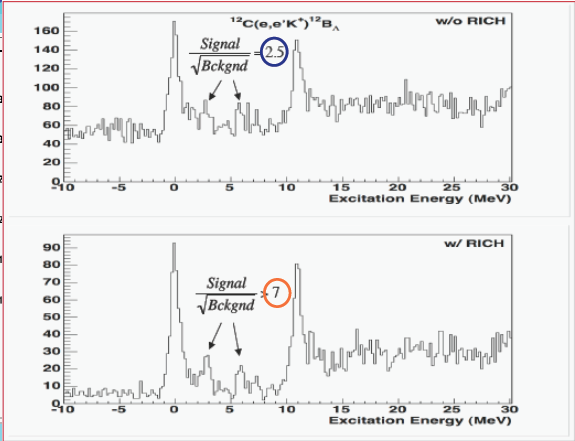 ¹²C(e,e'K⁺)¹²B_Λ
w/o RICH
Signal
√Bckgnd
= 2.5
160
140
120
100
80
60
40
20
0
-10 -5 0 5 10 15 20 25 30
Excitation Energy (MeV)
w/ RICH
Signal
√Bckgnd
> 7
90
80
70
60
50
40
30
20
10
0
-10 -5 0 5 10 15 20 25 30
Excitation Energy (MeV)